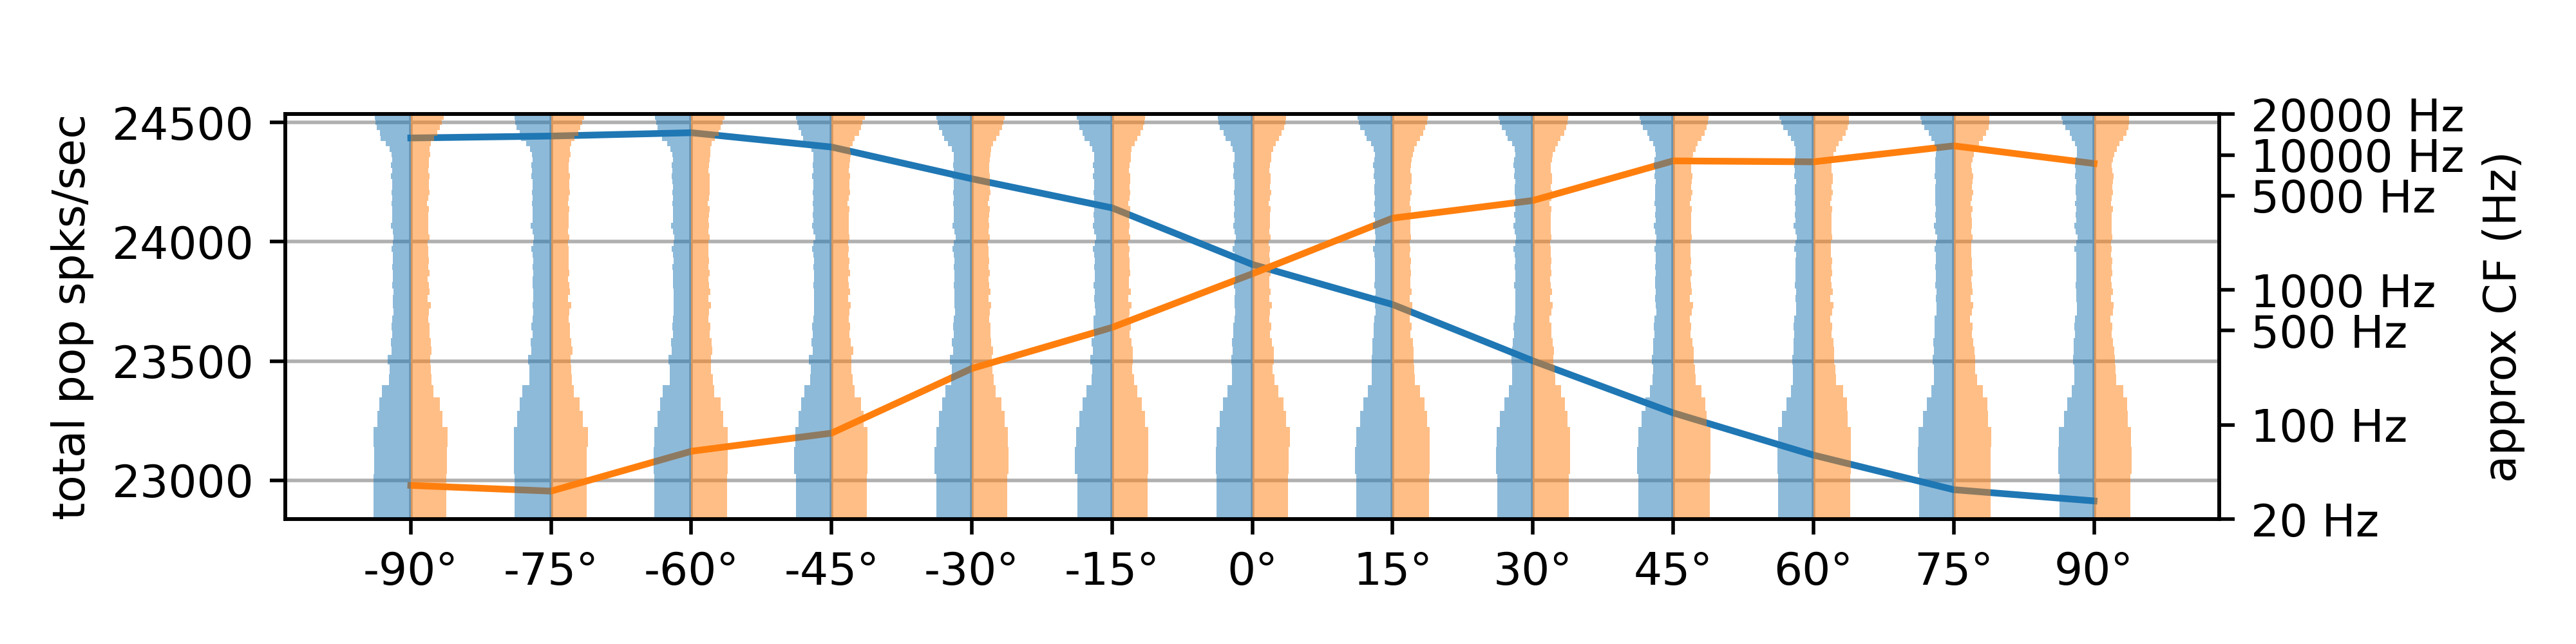 total pop spks/sec
24500
24000
23500
23000
20000 Hz
10000 Hz
5000 Hz
1000 Hz
500 Hz
100 Hz
20 Hz
approx CF (Hz)
-90° -75° -60° -45° -30° -15° 0° 15° 30° 45° 60° 75° 90°